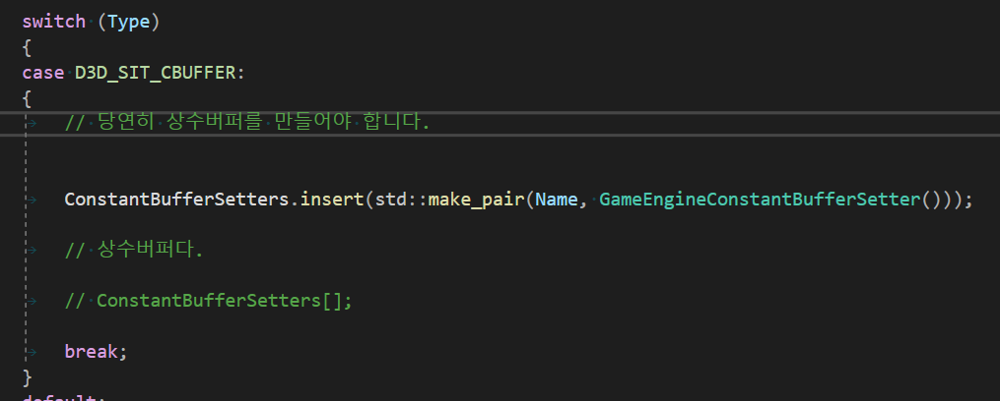 switch (Type)
{
case D3D_SIT_CBUFFER:
{
// 당연히 상수버퍼를 만들어야 합니다.
ConstantBufferSetters.insert(std::make_pair(Name, GameEngineConstantBufferSetter()));
// 상수버퍼다.
// ConstantBufferSetters[];
break;
}
default: